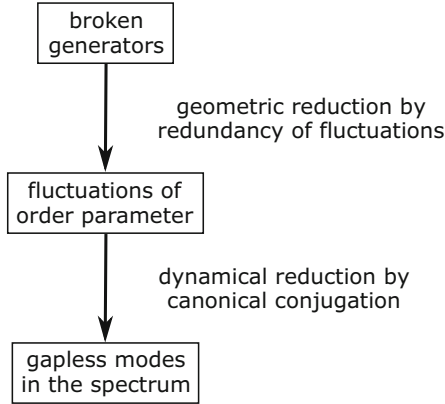 broken
generators
geometric reduction by
redundancy of fluctuations
fluctuations of
order parameter
dynamical reduction by
canonical conjugation
gapless modes
in the spectrum